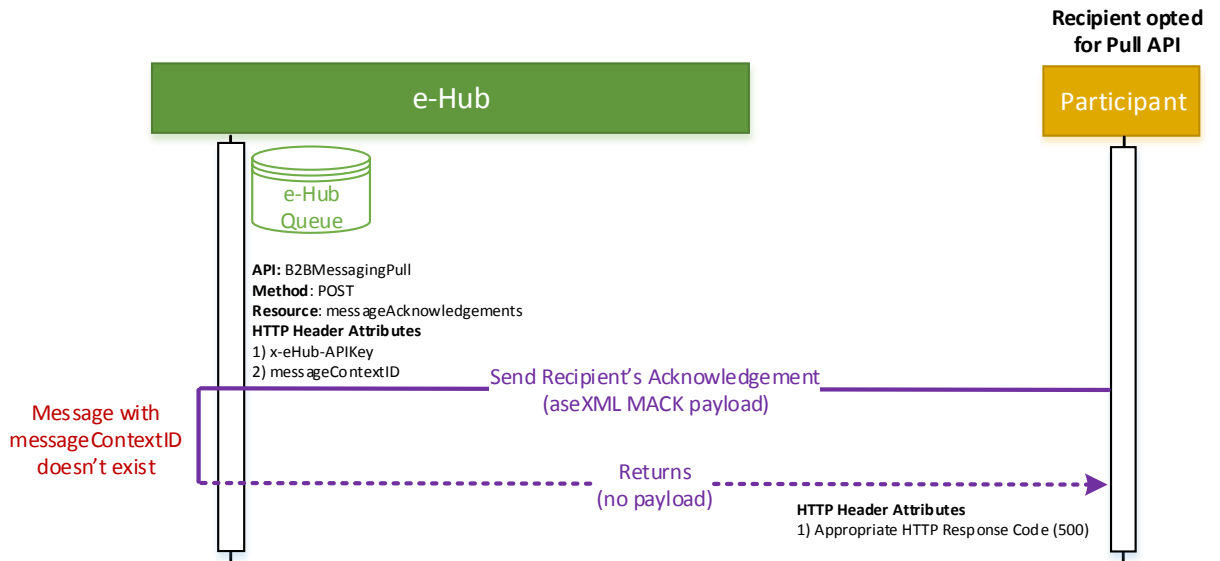 Recipient opted
for Pull API
e-Hub
Participant
e-Hub
Queue
API: B2BMessagingPull
Method: POST
Resource: messageAcknowledgements
HTTP Header Attributes
1) x-eHub-APIKey
2) messageContextID
Send Recipient's Acknowledgement
(aseXML MACK payload)
Message with
messageContextID
doesn't exist
Returns
(no payload)
HTTP Header Attributes
1) Appropriate HTTP Response Code (500)